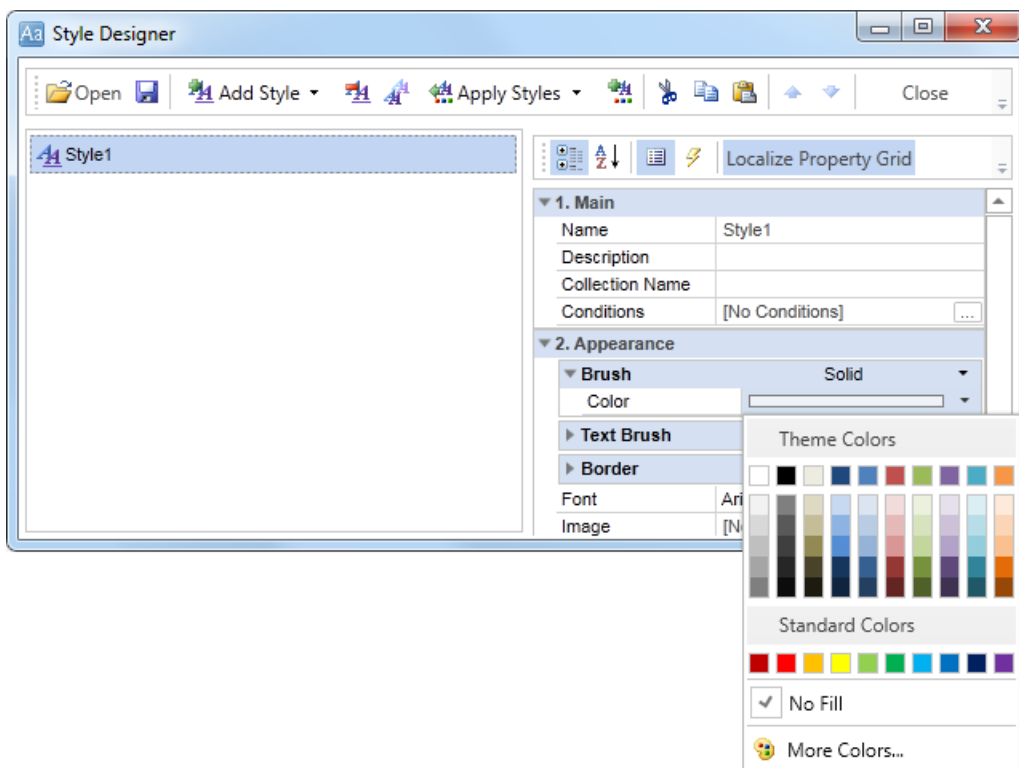 Aa Style Designer
Open Add Style Apply Styles Close
Style1
A Z Localize Property Grid
1. Main
Name Style1
Description
Collection Name
Conditions [No Conditions] ...
2. Appearance
Brush Solid
Color
Text Brush
Border
Font Ari
Image [N
Theme Colors
Standard Colors
No Fill
More Colors...